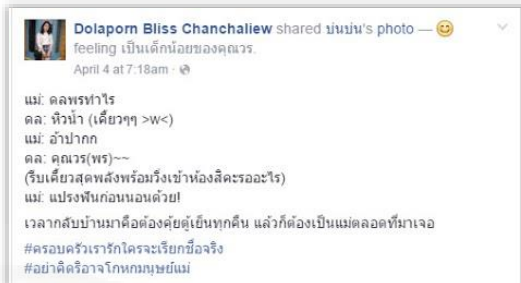 Dolaporn Bliss Chanchaliew shared บ่นบ่น's photo — 😊
feeling เป็นเด็กน้อยของคุณวร.
April 4 at 7:18am ·
แม่: ดลพรทำไร
ดล: หิวน้ำ (เคี้ยวๆๆ >w<)
แม่: อ้าปากก
ดล: คุณวร(พร)~~
(รีบเคี้ยวสุดพลังพร้อมวิ่งเข้าห้องสิคะรออะไร)
แม่: แปรงฟันก่อนนอนด้วย!
เวลากลับบ้านมาคือต้องคุ้ยตู้เย็นทุกคืน แล้วก็ต้องเป็นแม่ตลอดที่มาเจอ
#ครอบครัวเรารักใครจะเรียกชื่อจริง
#อย่าคิดริอาจโกหกมนุษย์แม่